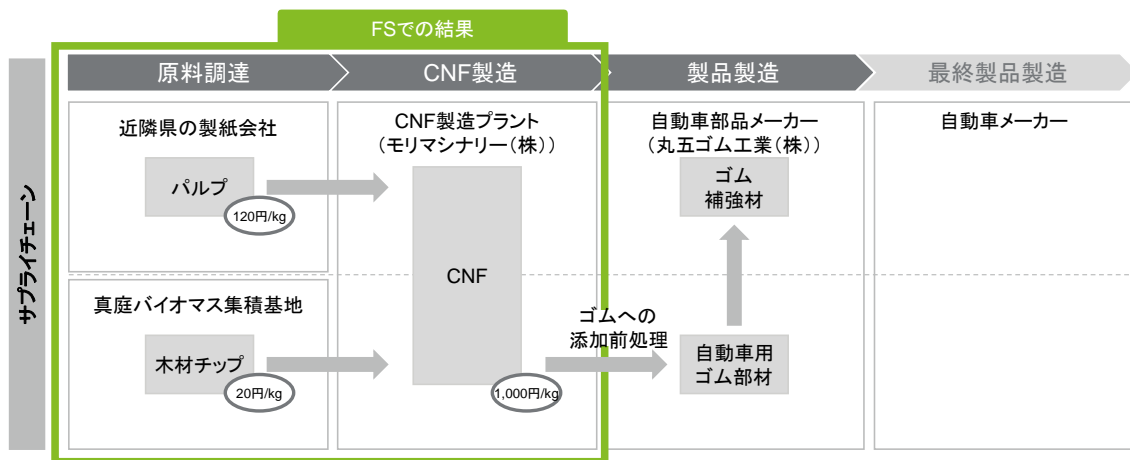 FSでの結果
原料調達
CNF製造
製品製造
最終製品製造
サプライチェーン
近隣県の製紙会社
パルプ
120円/kg
真庭バイオマス集積基地
木材チップ
20円/kg
CNF製造プラント
（モリマシナリー（株））
CNF
1,000円/kg
ゴムへの
添加前処理
自動車部品メーカー
（丸五ゴム工業（株））
ゴム
補強材
自動車用
ゴム部材
自動車メーカー